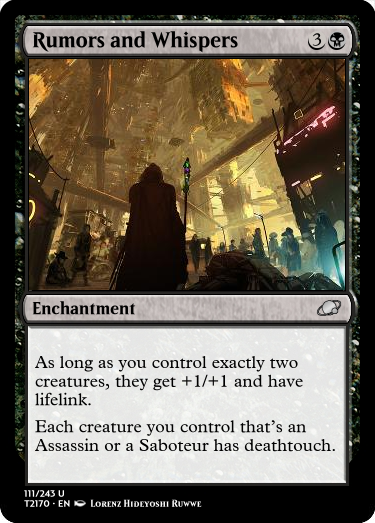 Rumors and Whispers 3
Enchantment
As long as you control exactly two
creatures, they get +1/+1 and have
lifelink.
Each creature you control that's an
Assassin or a Saboteur has deathtouch.
111/243 U
T2170 • EN Lorenz Hideyoshi Ruwwe